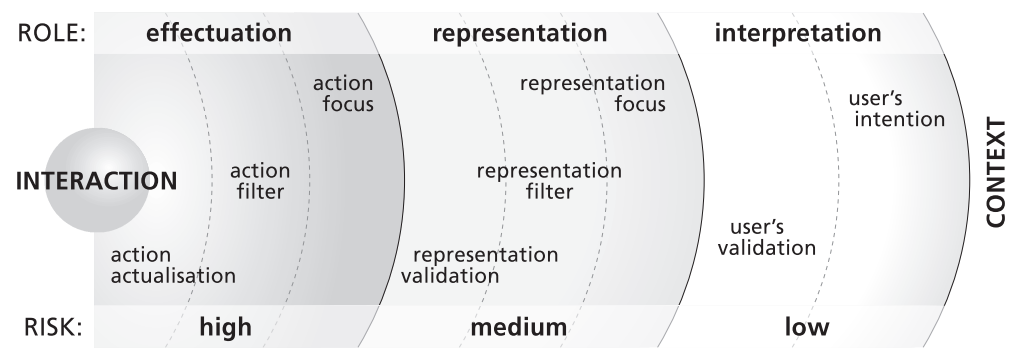 ROLE: effectuation representation interpretation
action
focus
representation
focus
user's
intention
INTERACTION
action
filter
representation
filter
CONTEXT
user's
validation
action
actualisation
representation
validation
RISK: high medium low